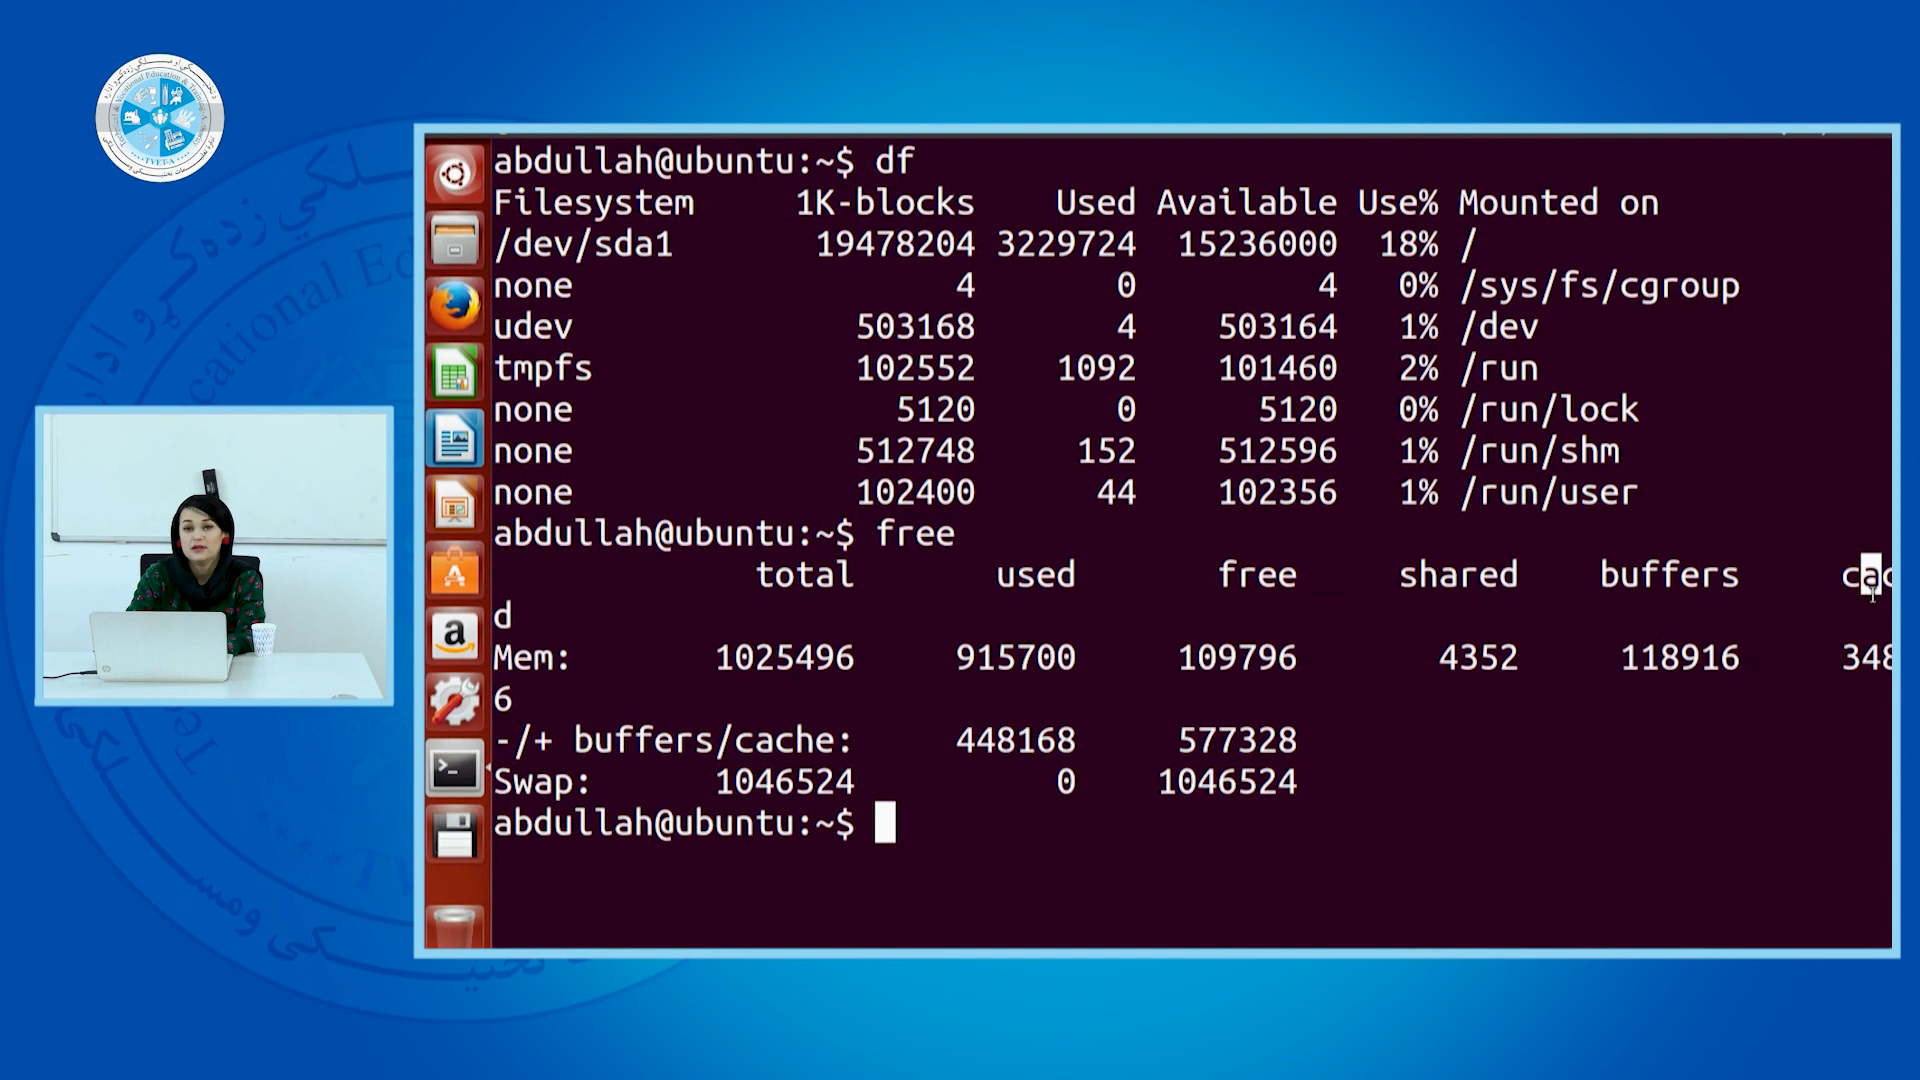 abdullah@ubuntu:~$ df
Filesystem 1K-blocks Used Available Use% Mounted on
/dev/sda1 19478204 3229724 15236000 18% /
none 4 0 4 0% /sys/fs/cgroup
udev 503168 4 503164 1% /dev
tmpfs 102552 1092 101460 2% /run
none 5120 0 5120 0% /run/lock
none 512748 152 512596 1% /run/shm
none 102400 44 102356 1% /run/user
abdullah@ubuntu:~$ free
total used free shared buffers cac
d
Mem: 1025496 915700 109796 4352 118916 348
6
-/+ buffers/cache: 448168 577328
Swap: 1046524 0 1046524
abdullah@ubuntu:~$
TVET-A